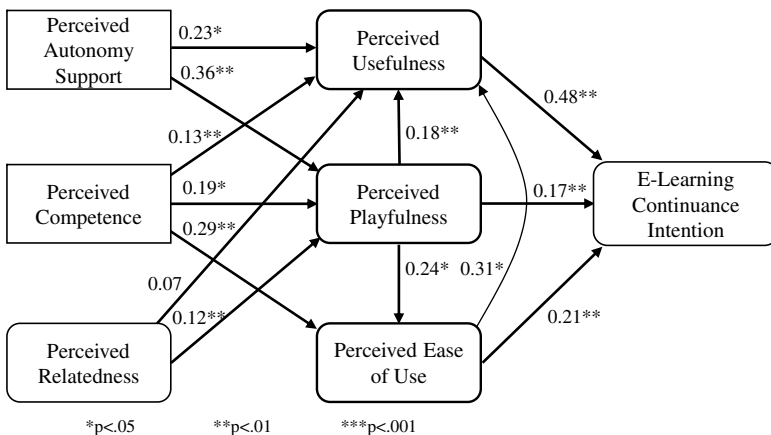 Perceived
Autonomy
Support
0.23*
0.36**
Perceived
Usefulness
0.48**
0.13**
0.18**
Perceived
Competence
0.19*
0.29**
Perceived
Playfulness
0.17**
E-Learning
Continuance
Intention
0.07
0.24*
0.31*
0.12**
0.21**
Perceived
Relatedness
Perceived Ease
of Use
*p<.05 **p<.01 ***p<.001